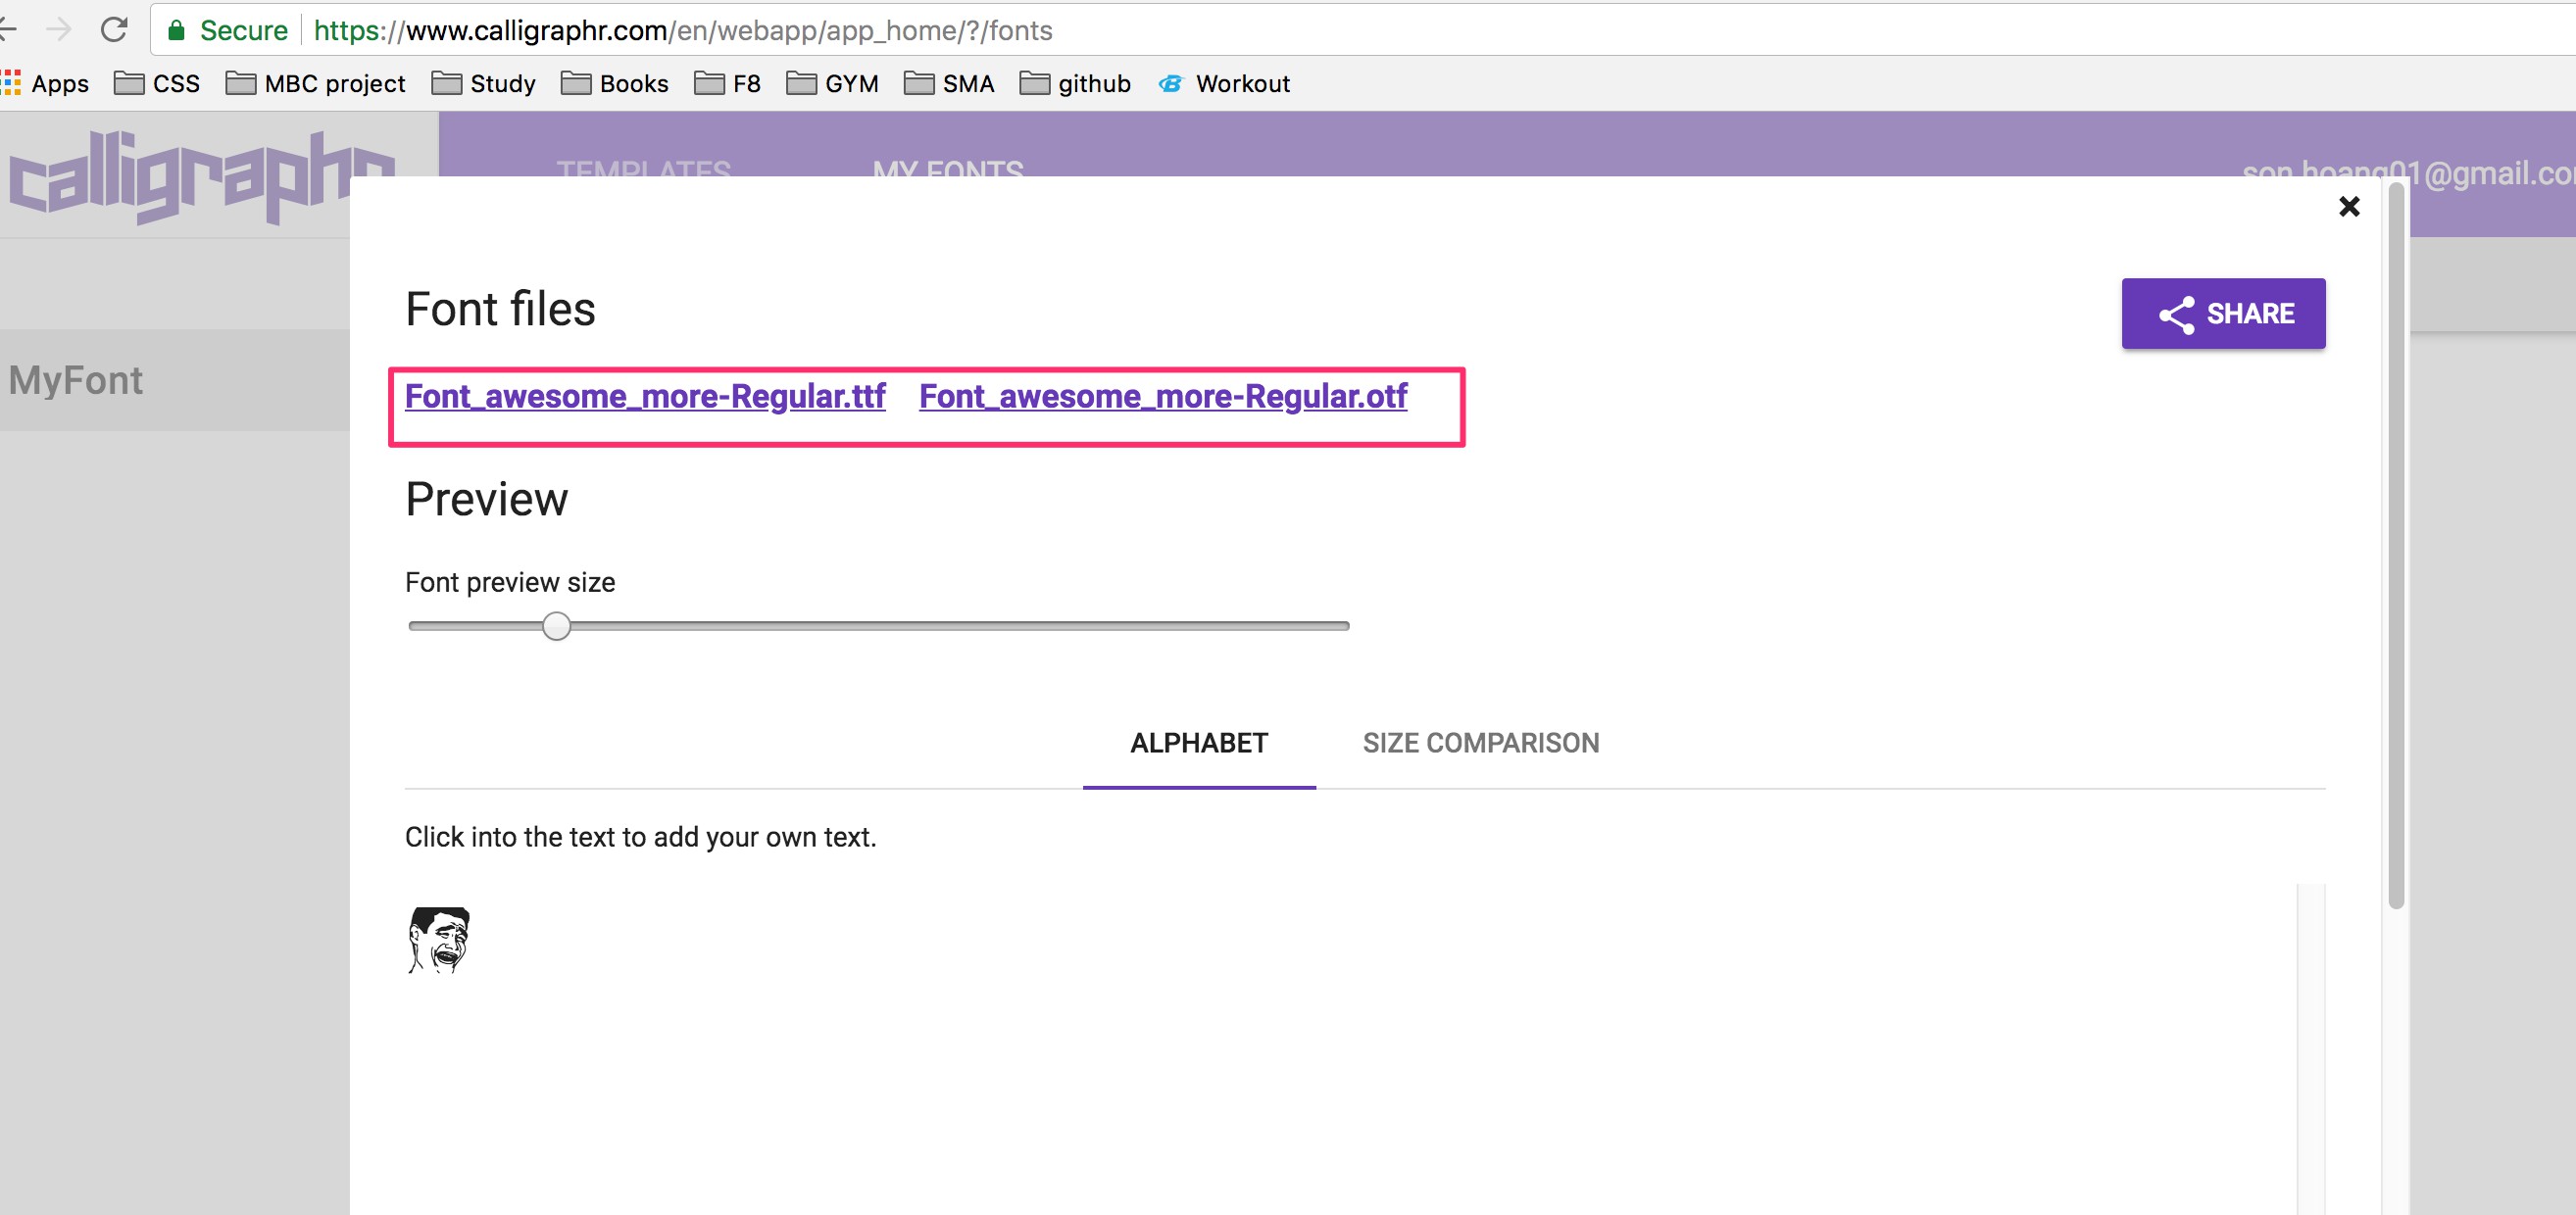 Secure https://www.calligraphr.com/en/webapp/app_home/?/fonts
Apps CSS MBC project Study Books F8 GYM SMA github Workout
calligraphr TEMPLATES MY FONTS son.hoang01@gmail.co
Font files
SHARE
MyFont
Font_awesome_more-Regular.ttf Font_awesome_more-Regular.otf
Preview
Font preview size
ALPHABET SIZE COMPARISON
Click into the text to add your own text.